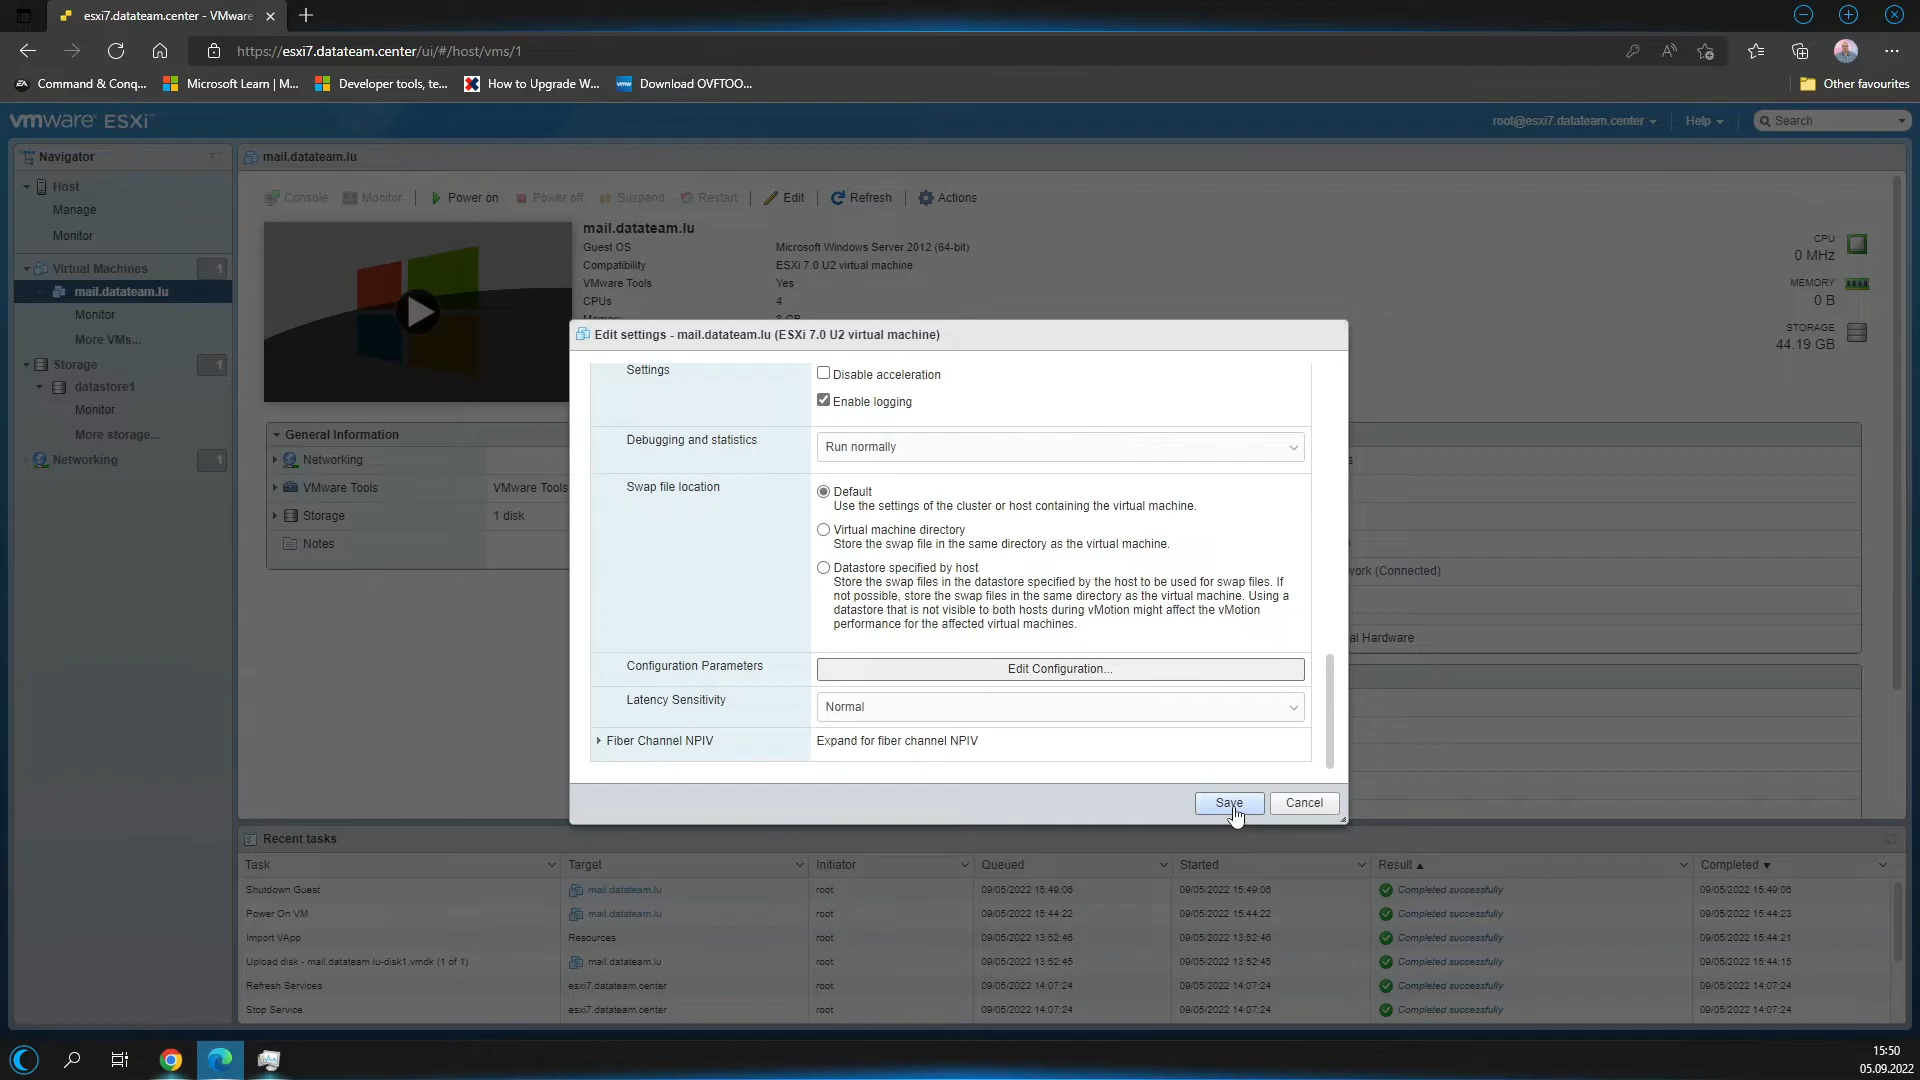 esxi7.datateam.center - VMware
https://esxi7.datateam.center/ui/#/host/vms/1
Command & Conq...
Microsoft Learn | M...
Developer tools, te...
How to Upgrade W...
Download OVFTOO...
Other favourites
vmware ESXi
root@esxi7.datateam.center
Help
Search
Navigator
Host
Manage
Monitor
Virtual Machines
1
mail.datateam.lu
Monitor
More VMs...
Storage
1
datastore1
Monitor
More storage...
Networking
1
mail.datateam.lu
Console
Monitor
Power on
Power off
Suspend
Restart
Edit
Refresh
Actions
mail.datateam.lu
Guest OS
Microsoft Windows Server 2012 (64-bit)
Compatibility
ESXi 7.0 U2 virtual machine
VMware Tools
Yes
CPUs
4
CPU
0 MHz
MEMORY
0 B
STORAGE
44.19 GB
General Information
Networking
VMware Tools
VMware Tools
Storage
1 disk
Notes
(Connected)
Hardware
Edit settings - mail.datateam.lu (ESXi 7.0 U2 virtual machine)
Settings
Disable acceleration
Enable logging
Debugging and statistics
Run normally
Swap file location
Default
Use the settings of the cluster or host containing the virtual machine.
Virtual machine directory
Store the swap file in the same directory as the virtual machine.
Datastore specified by host
Store the swap files in the datastore specified by the host to be used for swap files. If
not possible, store the swap files in the same directory as the virtual machine. Using a
datastore that is not visible to both hosts during vMotion might affect the vMotion
performance for the affected virtual machines.
Configuration Parameters
Edit Configuration...
Latency Sensitivity
Normal
Fiber Channel NPIV
Expand for fiber channel NPIV
Save
Cancel
Recent tasks
Task Target Initiator Queued Started Result Completed
Shutdown Guest mail.datateam.lu root 09/05/2022 15:49:06 09/05/2022 15:49:06 Completed successfully 09/05/2022 15:49:06
Power On VM mail.datateam.lu root 09/05/2022 15:44:22 09/05/2022 15:44:22 Completed successfully 09/05/2022 15:44:23
Import VApp Resources root 09/05/2022 13:52:46 09/05/2022 13:52:46 Completed successfully 09/05/2022 15:44:21
Upload disk - mail.datateam.lu-disk1.vmdk (1 of 1) mail.datateam.lu root 09/05/2022 13:52:45 09/05/2022 13:52:45 Completed successfully 09/05/2022 15:44:15
Refresh Services esxi7.datateam.center root 09/05/2022 14:07:24 09/05/2022 14:07:24 Completed successfully 09/05/2022 14:07:24
Stop Service esxi7.datateam.center root 09/05/2022 14:07:24 09/05/2022 14:07:24 Completed successfully 09/05/2022 14:07:24
15:50
05.09.2022